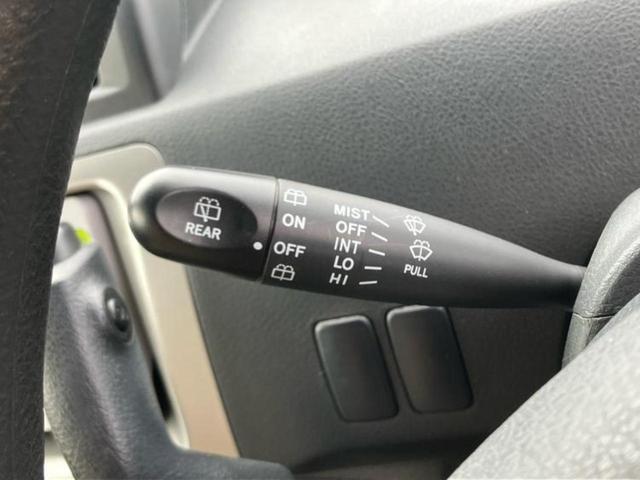 REAR
ON
OFF
MIST
OFF
INT
LO
HI
PULL